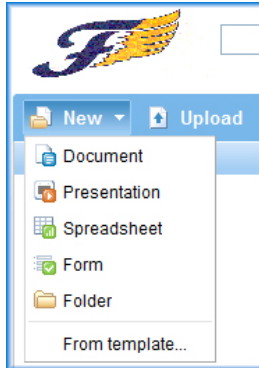 F
New Upload
Document
Presentation
Spreadsheet
Form
Folder
From template...